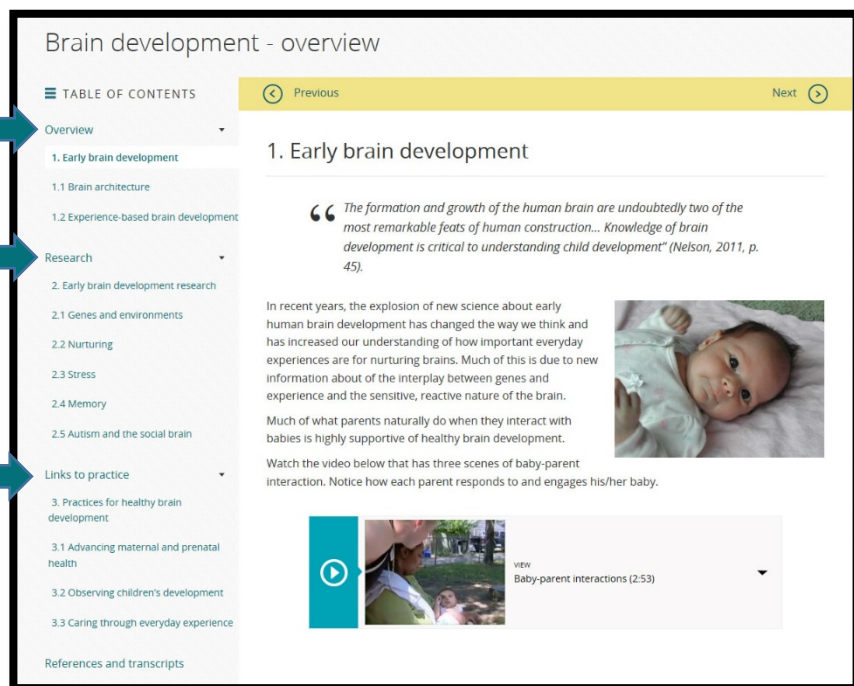 Brain development - overview
TABLE OF CONTENTS
Overview
1. Early brain development
1.1 Brain architecture
1.2 Experience-based brain development
Research
2. Early brain development research
2.1 Genes and environments
2.2 Nurturing
2.3 Stress
2.4 Memory
2.5 Autism and the social brain
Links to practice
3. Practices for healthy brain
development
3.1 Advancing maternal and prenatal
health
3.2 Observing children's development
3.3 Caring through everyday experience
References and transcripts
Previous
Next
1. Early brain development
“ The formation and growth of the human brain are undoubtedly two of the
most remarkable feats of human construction... Knowledge of brain
development is critical to understanding child development” (Nelson, 2011, p.
45).
In recent years, the explosion of new science about early
human brain development has changed the way we think and
has increased our understanding of how important everyday
experiences are for nurturing brains. Much of this is due to new
information about of the interplay between genes and
experience and the sensitive, reactive nature of the brain.
Much of what parents naturally do when they interact with
babies is highly supportive of healthy brain development.
Watch the video below that has three scenes of baby-parent
interaction. Notice how each parent responds to and engages his/her baby.
VIEW
Baby-parent interactions (2:53)